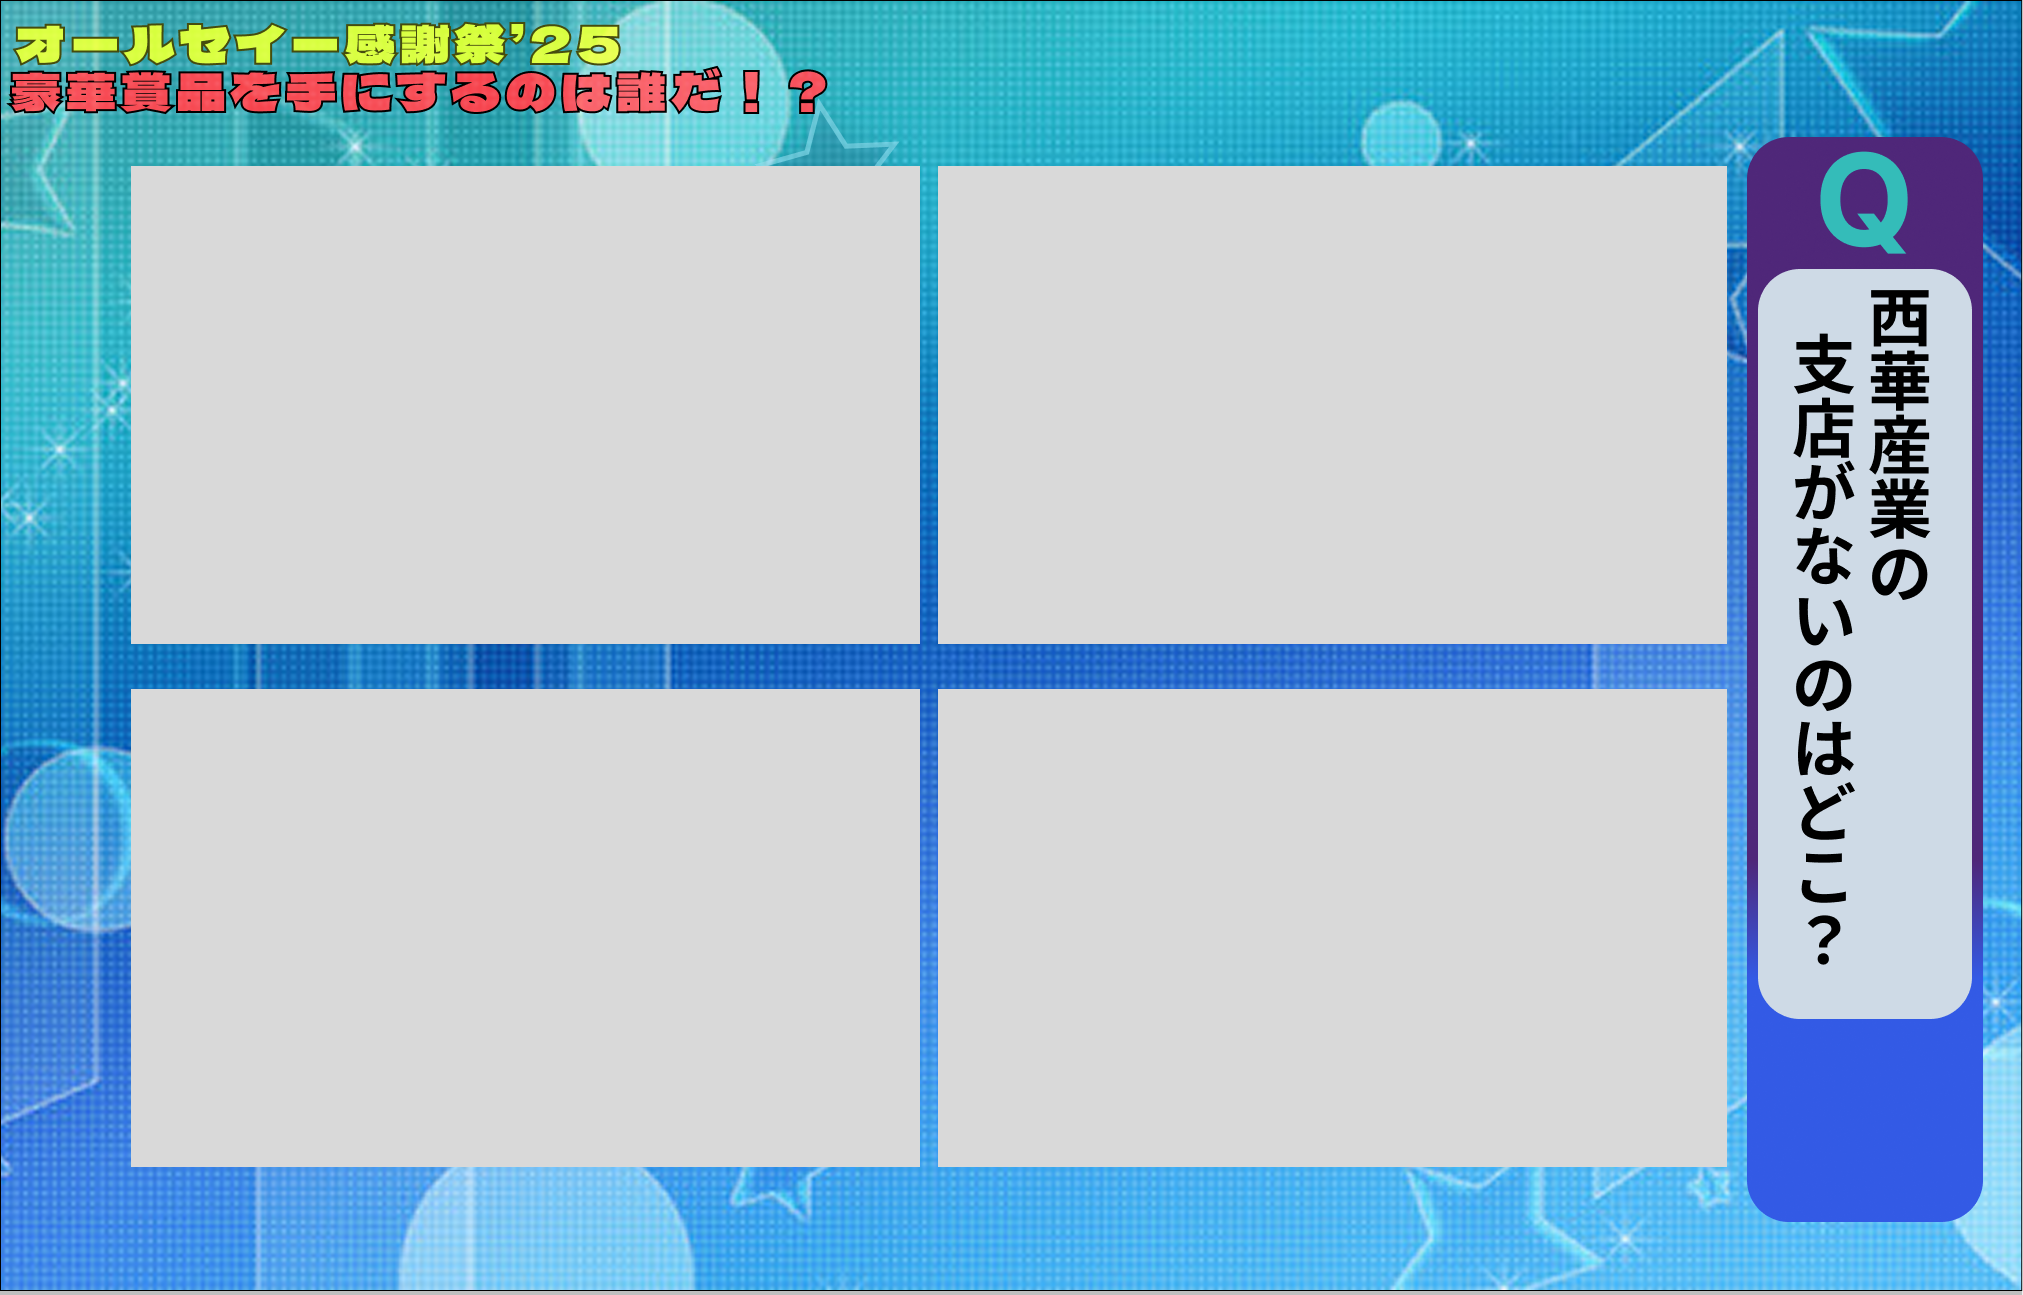 オールセイー感謝祭’25
豪華賞品を手にするのは誰だ！？
Q
西華産業の
支店がないのはどこ？